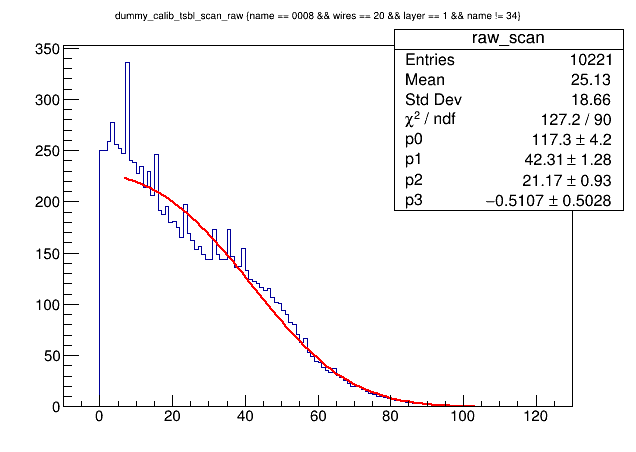 dummy_calib_tsbl_scan_raw {name == 0008 && wires == 20 && layer == 1 && name != 34}
raw_scan
Entries 10221
Mean 25.13
Std Dev 18.66
χ² / ndf 127.2 / 90
p0 117.3 ± 4.2
p1 42.31 ± 1.28
p2 21.17 ± 0.93
p3 −0.5107 ± 0.5028
350
300
250
200
150
100
50
0
0 20 40 60 80 100 120